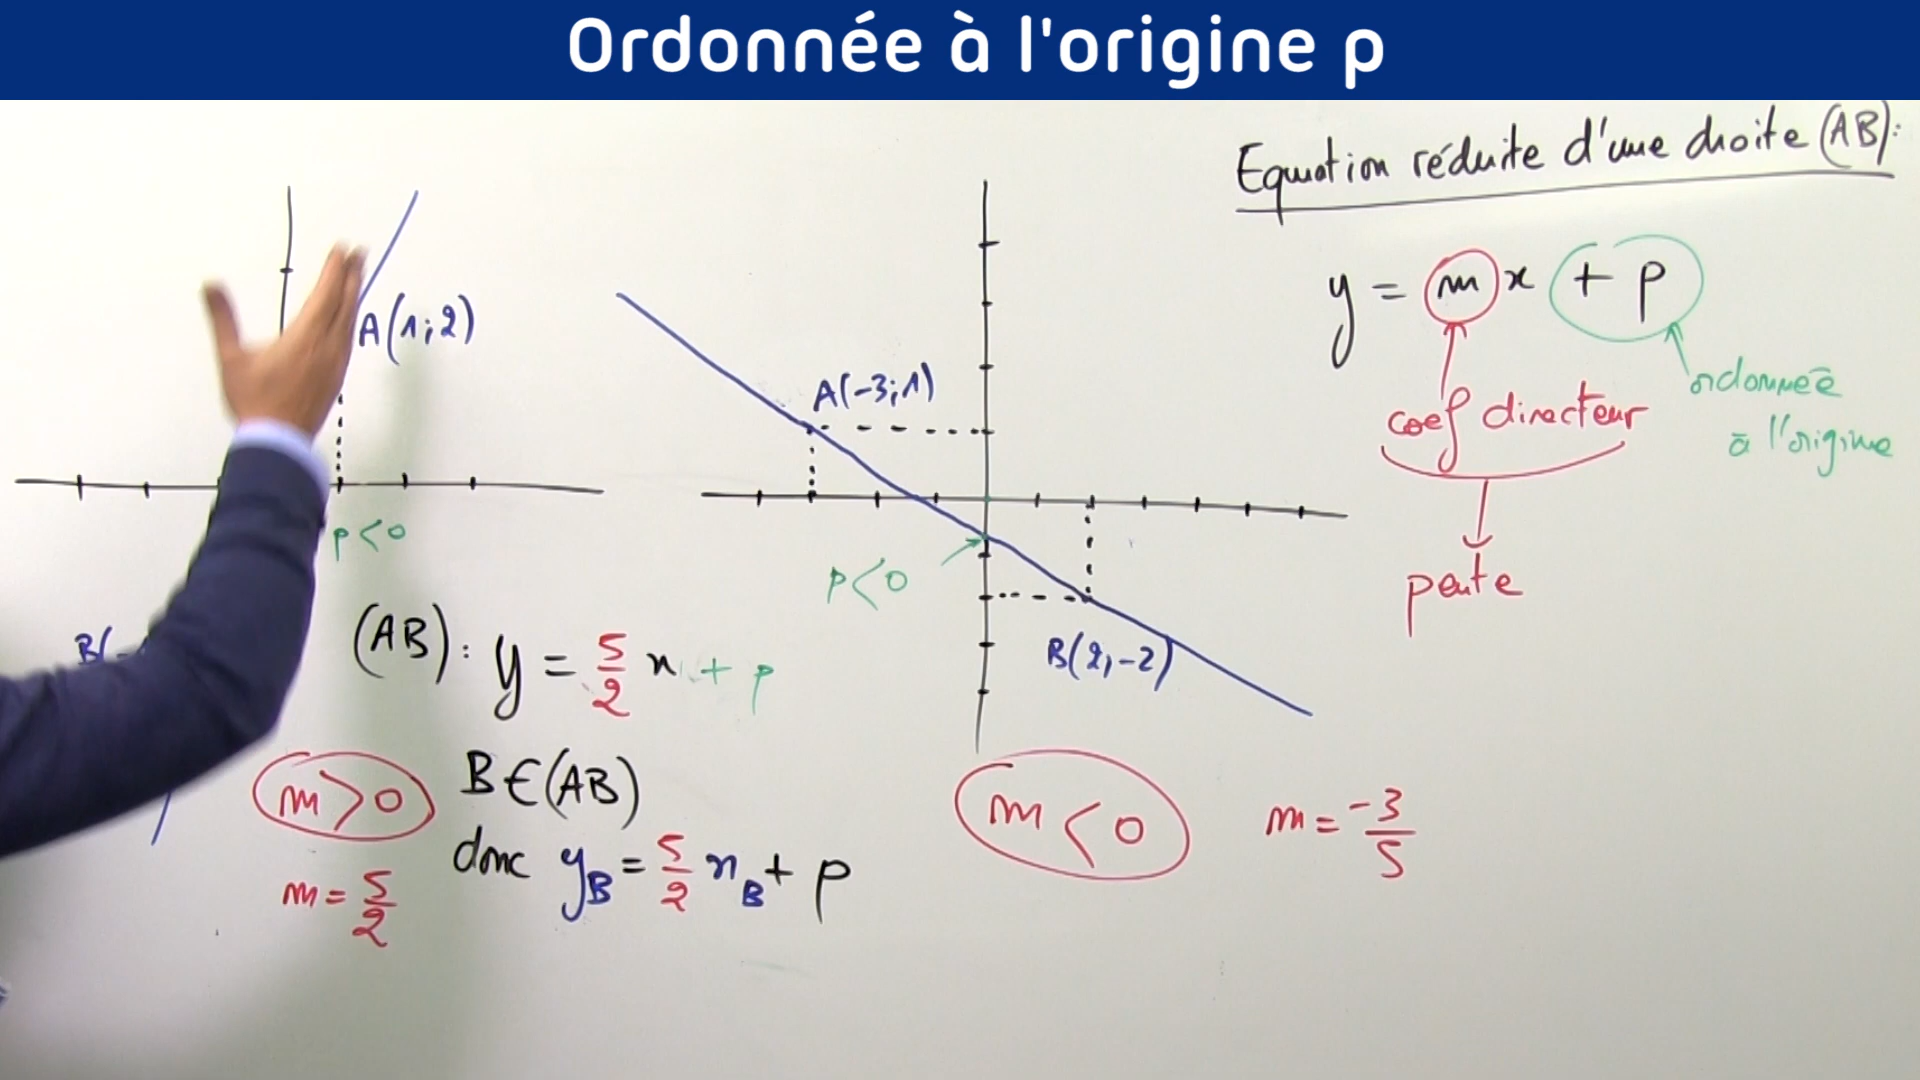 Ordonnée à l'origine p
Equation réduite d'une droite (AB):
y = m x + p
coef directeur
ordonnée
à l'origine
pente
A(1;2)
p<0
B(-
(AB): y = 5/2 x + p
m>0
m = 5/2
B∈(AB)
donc yB = 5/2 xB + p
A(-3;1)
p<0
B(2,-2)
m<0
m = -3/5